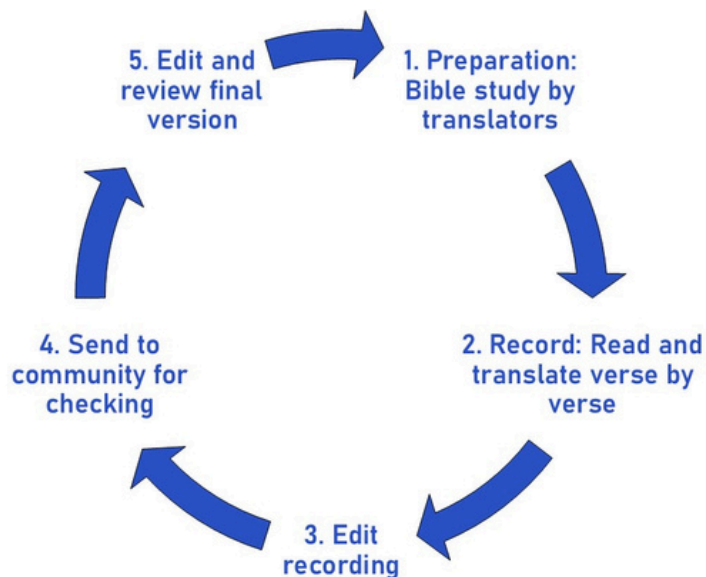 1. Preparation:
Bible study by
translators
2. Record: Read and
translate verse by
verse
3. Edit
recording
4. Send to
community for
checking
5. Edit and
review final
version